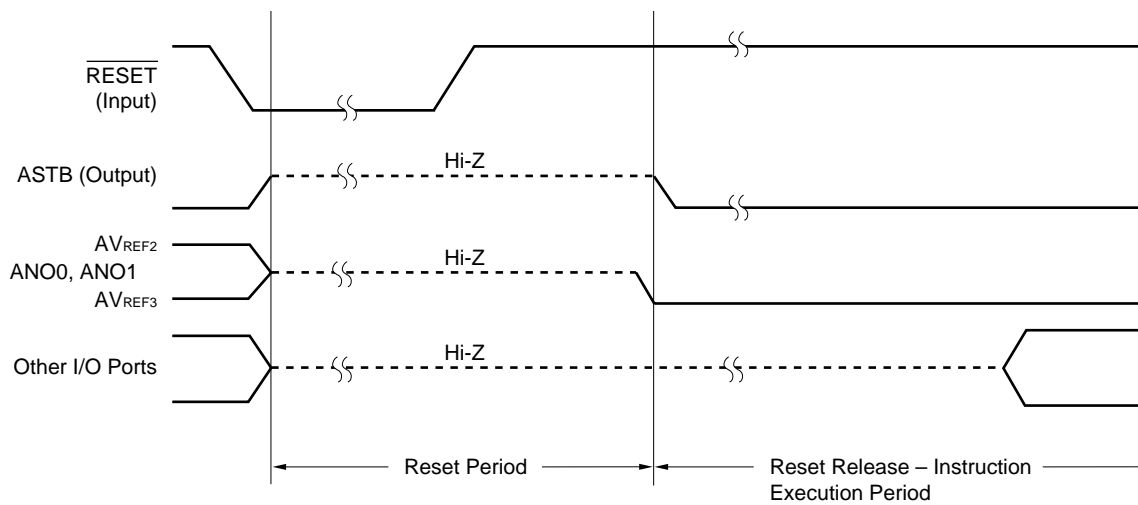 RESET
(Input)
ASTB (Output)
Hi-Z
AVREF2
ANO0, ANO1
AVREF3
Hi-Z
Other I/O Ports
Hi-Z
Reset Period
Reset Release – Instruction
Execution Period